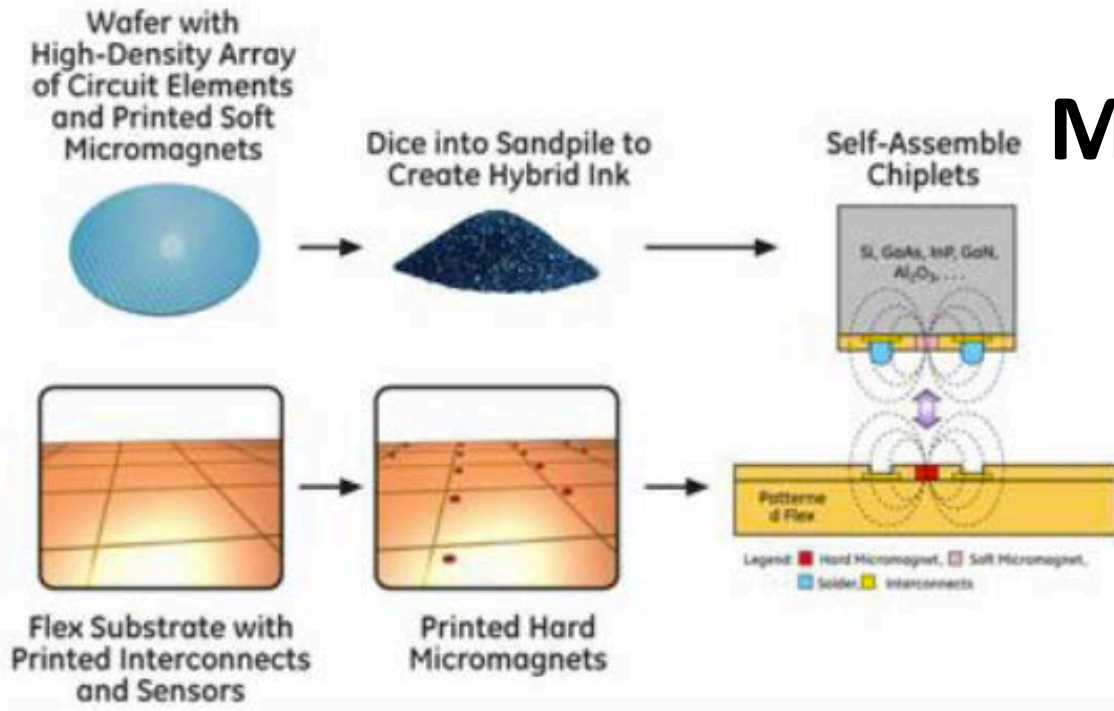 Wafer with
High-Density Array
of Circuit Elements
and Printed Soft
Micromagnets
Dice into Sandpile to
Create Hybrid Ink
Self-Assemble
Chiplets
M
Si, GaAs, InP, GaN,
Al₂O₃, . . .
Patterne
d Flex
Legend: Hard Micromagnet, Soft Micromagnet,
Solder, Interconnects
Flex Substrate with
Printed Interconnects
and Sensors
Printed Hard
Micromagnets